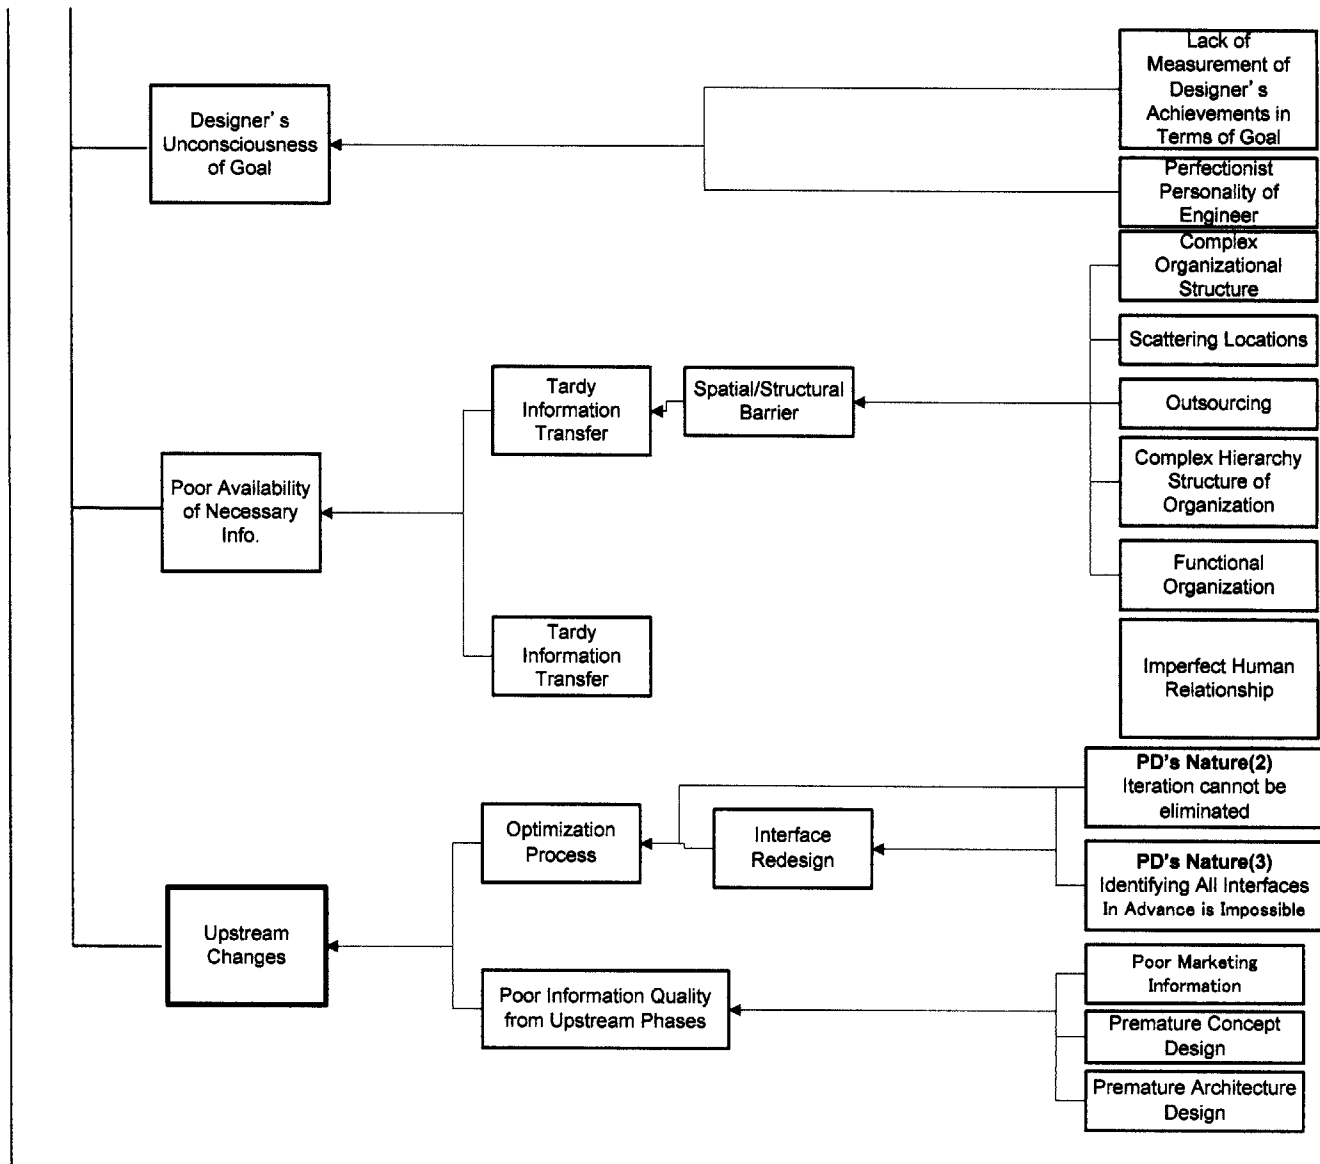 Lack of
Measurement of
Designer's
Achievements in
Terms of Goal
Designer's
Unconsciousness
of Goal
Perfectionist
Personality of
Engineer
Complex
Organizational
Structure
Scattering Locations
Tardy
Information
Transfer
Spatial/Structural
Barrier
Outsourcing
Complex Hierarchy
Structure of
Organization
Poor Availability
of Necessary
Info.
Functional
Organization
Tardy
Information
Transfer
Imperfect Human
Relationship
PD's Nature(2)
Iteration cannot be
eliminated
Optimization
Process
Interface
Redesign
PD's Nature(3)
Identifying All Interfaces
In Advance is Impossible
Upstream
Changes
Poor Marketing
Information
Poor Information Quality
from Upstream Phases
Premature Concept
Design
Premature Architecture
Design